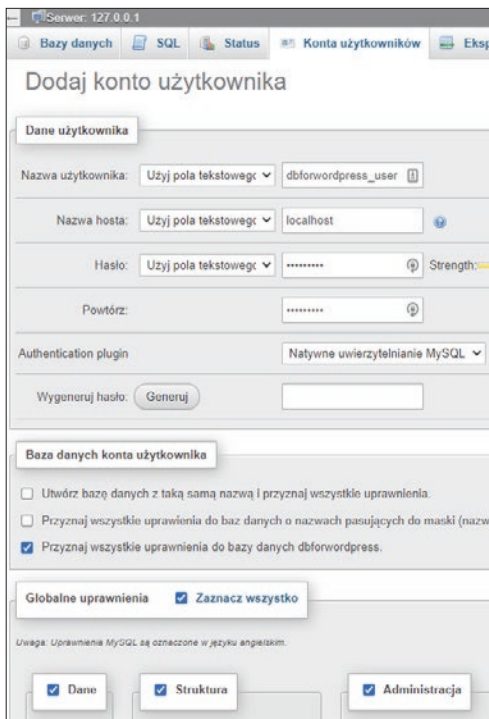 Serwer: 127.0.0.1
Bazy danych SQL Status Konta użytkowników Eksp
Dodaj konto użytkownika
Dane użytkownika
Nazwa użytkownika: Użyj pola tekstowego dbforwordpress_user
Nazwa hosta: Użyj pola tekstowego localhost
Hasło: Użyj pola tekstowego ········· Strength:
Powtórz: ·········
Authentication plugin Natywne uwierzytelnianie MySQL
Wygeneruj hasło: Generuj
Baza danych konta użytkownika
Utwórz bazę danych z taką samą nazwą i przyznaj wszystkie uprawnienia.
Przyznaj wszystkie uprawienia do baz danych o nazwach pasujących do maski (nazw
Przyznaj wszystkie uprawnienia do bazy danych dbforwordpress.
Globalne uprawnienia Zaznacz wszystko
Uwaga: Uprawnienia MySQL są oznaczone w języku angielskim.
Dane Struktura Administracja